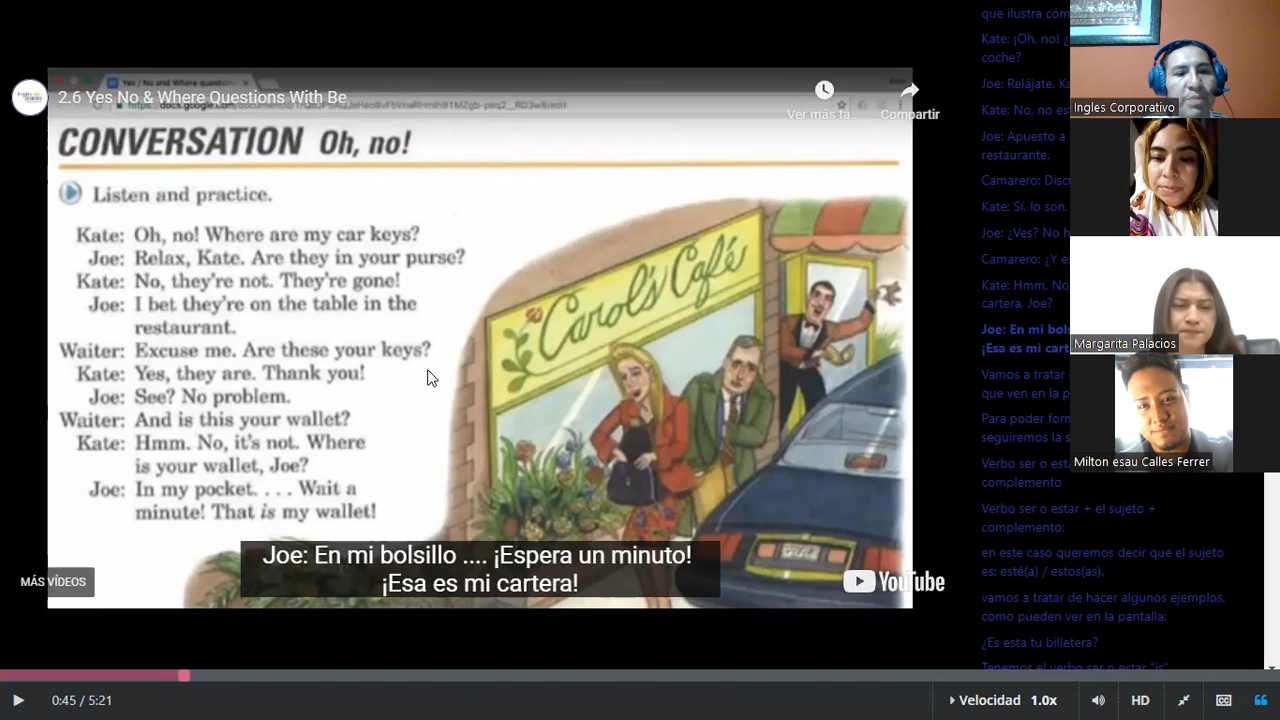 2.6 Yes No & Where Questions With Be
Ver más ta...
Compartir
CONVERSATION Oh, no!
Listen and practice.
Kate: Oh, no! Where are my car keys?
Joe: Relax, Kate. Are they in your purse?
Kate: No, they're not. They're gone!
Joe: I bet they're on the table in the
restaurant.
Waiter: Excuse me. Are these your keys?
Kate: Yes, they are. Thank you!
Joe: See? No problem.
Waiter: And is this your wallet?
Kate: Hmm. No, it's not. Where
is your wallet, Joe?
Joe: In my pocket. . . . Wait a
minute! That is my wallet!
Carol's Café
Joe: En mi bolsillo .... ¡Espera un minuto!
¡Esa es mi cartera!
MÁS VÍDEOS
YouTube
que ilustra cóm
Kate: ¡Oh, no! ¿
coche?
Joe: Relájate. Ka
Kate: No, no es
Joe: Apuesto a
restaurante.
Camarero: Discu
Kate: Sí. lo son.
Joe: ¿Ves? No h
Camarero: ¿Y e
Kate: Hmm. No
cartera. Joe?
Joe: En mi bols
¡Esa es mi cart
Vamos a tratar
que ven en la p
Para poder form
seguiremos la s
Verbo ser o est
complemento
Verbo ser o estar + el sujeto +
complemento;
en este caso queremos decir que el sujeto
es: esté(a) / estos(as).
vamos a tratar de hacer algunos ejemplos,
como pueden ver en la pantalla:
¿Es esta tu billetera?
Tenemos el verbo ser o estar "is"
Ingles Corporativo
Margarita Palacios
Milton esau Calles Ferrer
0:45 / 5:21
Velocidad 1.0x
HD